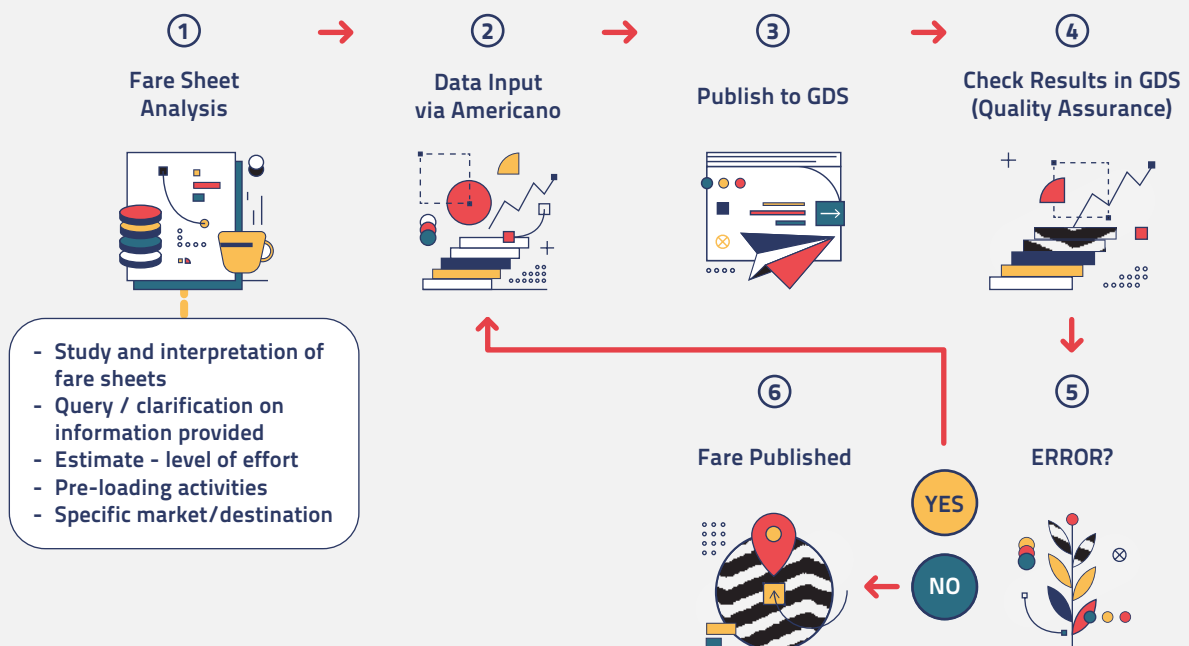 1
Fare Sheet
Analysis
2
Data Input
via Americano
3
Publish to GDS
4
Check Results in GDS
(Quality Assurance)
- Study and interpretation of
fare sheets
- Query / clarification on
information provided
- Estimate - level of effort
- Pre-loading activities
- Specific market/destination
5
ERROR?
YES
NO
6
Fare Published